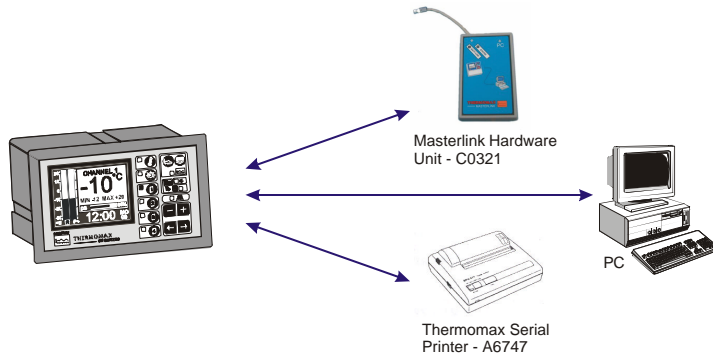 CHANNEL 1
-10°C
MIN -12 MAX +20
12:00
THERMOMAX
PC
Masterlink Hardware
Unit - C0321
PC
Thermomax Serial
Printer - A6747